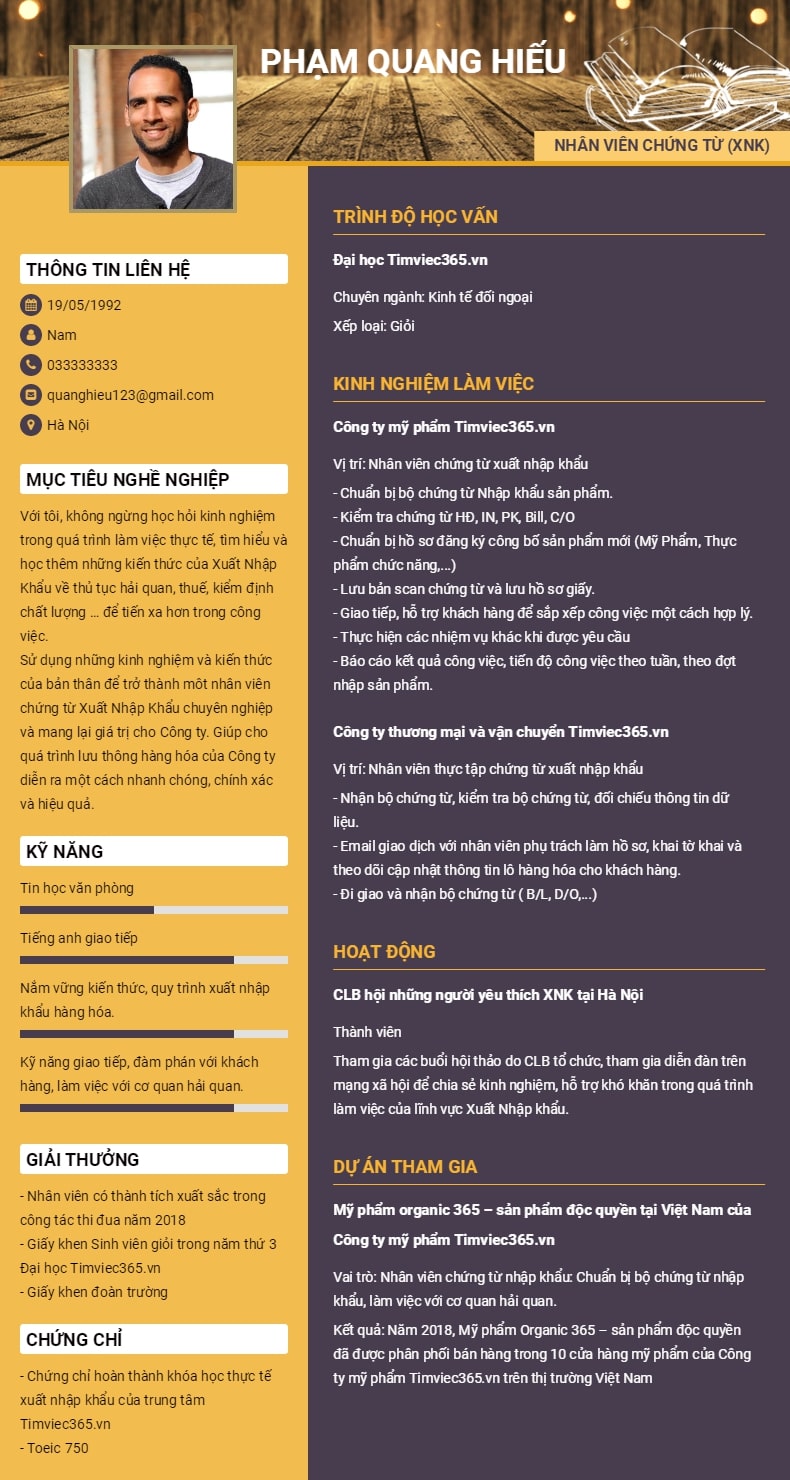 PHẠM QUANG HIẾU
NHÂN VIÊN CHỨNG TỪ (XNK)
THÔNG TIN LIÊN HỆ
19/05/1992
Nam
033333333
quanghieu123@gmail.com
Hà Nội
MỤC TIÊU NGHỀ NGHIỆP
Với tôi, không ngừng học hỏi kinh nghiệm
trong quá trình làm việc thực tế, tìm hiểu và
học thêm những kiến thức của Xuất Nhập
Khẩu về thủ tục hải quan, thuế, kiểm định
chất lượng ... để tiến xa hơn trong công
việc.
Sử dụng những kinh nghiệm và kiến thức
của bản thân để trở thành môt nhân viên
chứng từ Xuất Nhập Khẩu chuyên nghiệp
và mang lại giá trị cho Công ty. Giúp cho
quá trình lưu thông hàng hóa của Công ty
diễn ra một cách nhanh chóng, chính xác
và hiệu quả.
KỸ NĂNG
Tin học văn phòng
Tiếng anh giao tiếp
Nắm vững kiến thức, quy trình xuất nhập
khẩu hàng hóa.
Kỹ năng giao tiếp, đàm phán với khách
hàng, làm việc với cơ quan hải quan.
GIẢI THƯỞNG
- Nhân viên có thành tích xuất sắc trong
công tác thi đua năm 2018
- Giấy khen Sinh viên giỏi trong năm thứ 3
Đại học Timviec365.vn
- Giấy khen đoàn trường
CHỨNG CHỈ
- Chứng chỉ hoàn thành khóa học thực tế
xuất nhập khẩu của trung tâm
Timviec365.vn
- Toeic 750
TRÌNH ĐỘ HỌC VẤN
Đại học Timviec365.vn
Chuyên ngành: Kinh tế đối ngoại
Xếp loại: Giỏi
KINH NGHIỆM LÀM VIỆC
Công ty mỹ phẩm Timviec365.vn
Vị trí: Nhân viên chứng từ xuất nhập khẩu
- Chuẩn bị bộ chứng từ Nhập khẩu sản phẩm.
- Kiểm tra chứng từ HĐ, IN, PK, Bill, C/O
- Chuẩn bị hồ sơ đăng ký công bố sản phẩm mới (Mỹ Phẩm, Thực
phẩm chức năng,...)
- Lưu bản scan chứng từ và lưu hồ sơ giấy.
- Giao tiếp, hỗ trợ khách hàng để sắp xếp công việc một cách hợp lý.
- Thực hiện các nhiệm vụ khác khi được yêu cầu
- Báo cáo kết quả công việc, tiến độ công việc theo tuần, theo đợt
nhập sản phẩm.
Công ty thương mại và vận chuyển Timviec365.vn
Vị trí: Nhân viên thực tập chứng từ xuất nhập khẩu
- Nhận bộ chứng từ, kiểm tra bộ chứng từ, đối chiếu thông tin dữ
liệu.
- Email giao dịch với nhân viên phụ trách làm hồ sơ, khai tờ khai và
theo dõi cập nhật thông tin lô hàng hóa cho khách hàng.
- Đi giao và nhận bộ chứng từ ( B/L, D/O,...)
HOẠT ĐỘNG
CLB hội những người yêu thích XNK tại Hà Nội
Thành viên
Tham gia các buổi hội thảo do CLB tổ chức, tham gia diễn đàn trên
mạng xã hội để chia sẻ kinh nghiệm, hỗ trợ khó khăn trong quá trình
làm việc của lĩnh vực Xuất Nhập khẩu.
DỰ ÁN THAM GIA
Mỹ phẩm organic 365 – sản phẩm độc quyền tại Việt Nam của
Công ty mỹ phẩm Timviec365.vn
Vai trò: Nhân viên chứng từ nhập khẩu: Chuẩn bị bộ chứng từ nhập
khẩu, làm việc với cơ quan hải quan.
Kết quả: Năm 2018, Mỹ phẩm Organic 365 – sản phẩm độc quyền
đã được phân phối bán hàng trong 10 cửa hàng mỹ phẩm của Công
ty mỹ phẩm Timviec365.vn trên thị trường Việt Nam